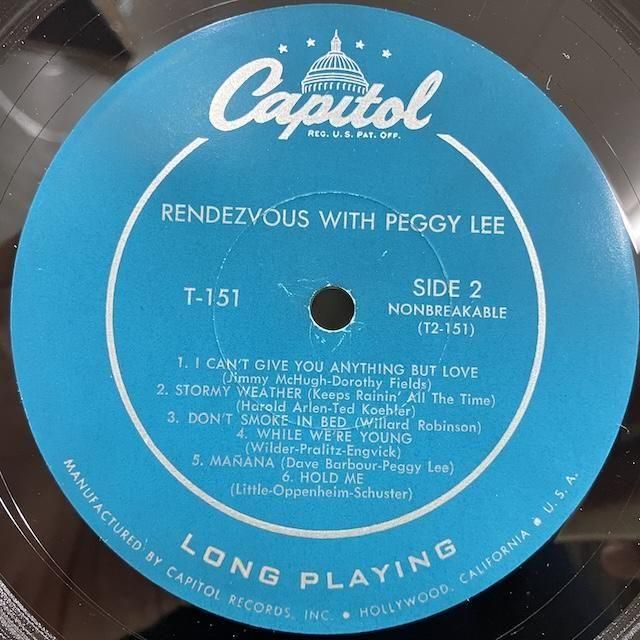 Capitol
REG. U.S. PAT. OFF.
RENDEZVOUS WITH PEGGY LEE
T-151
SIDE 2
NONBREAKABLE
(T2-151)
1. I CAN'T GIVE YOU ANYTHING BUT LOVE
(Jimmy McHugh-Dorothy Fields)
2. STORMY WEATHER (Keeps Rainin' All The Time)
(Harold Arlen-Ted Koehler)
3. DON'T SMOKE IN BED (Willard Robinson)
4. WHILE WE'RE YOUNG
(Wilder-Pralitz-Engvick)
5. MAÑANA (Dave Barbour-Peggy Lee)
6. HOLD ME
(Little-Oppenheim-Schuster)
LONG PLAYING
MANUFACTURED BY CAPITOL RECORDS, INC. • HOLLYWOOD, CALIFORNIA • U.S.A.